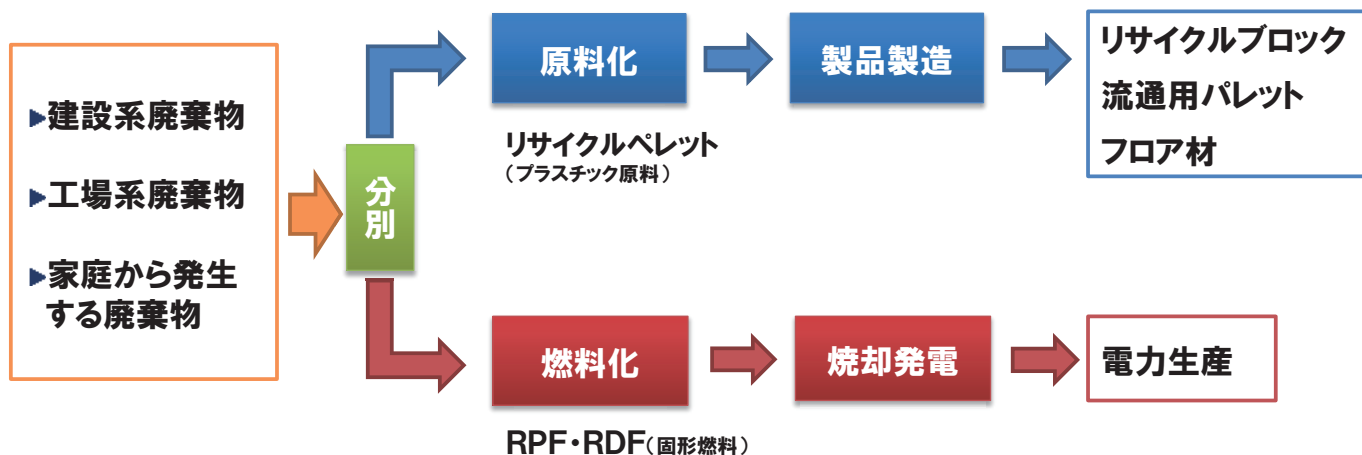 ▶建設系廃棄物
▶工場系廃棄物
▶家庭から発生
する廃棄物
分別
原料化
リサイクルペレット
（プラスチック原料）
製品製造
リサイクルブロック
流通用パレット
フロア材
燃料化
RPF・RDF（固形燃料）
焼却発電
電力生産